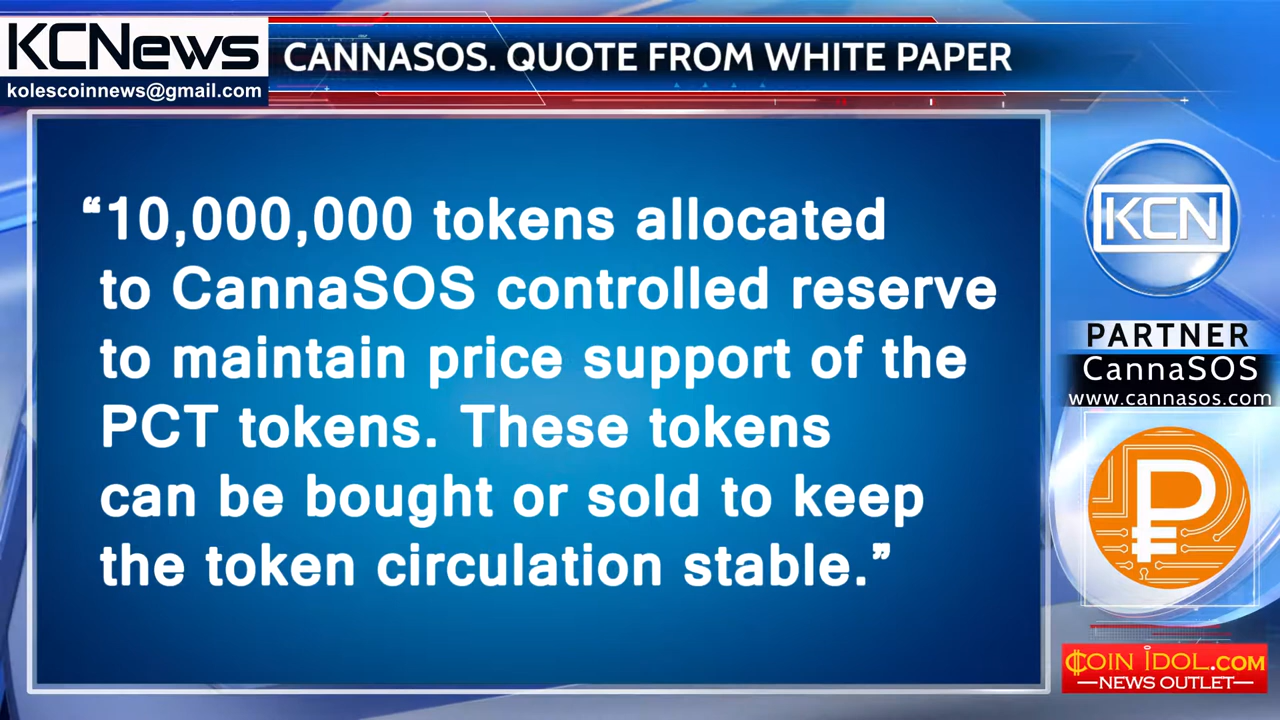 KCNews
kolescoinnews@gmail.com
CANNASOS. QUOTE FROM WHITE PAPER
“10,000,000 tokens allocated
to CannaSOS controlled reserve
to maintain price support of the
PCT tokens. These tokens
can be bought or sold to keep
the token circulation stable.”
KCN
PARTNER
CannaSOS
www.cannasos.com
COIN IDOL.COM
NEWS OUTLET